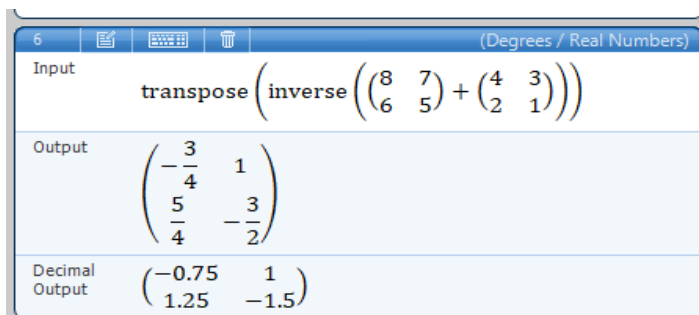 6 (Degrees / Real Numbers)
Input
transpose(inverse((8 7
6 5) + (4 3
2 1)))
Output
(-3/4 1
5/4 -3/2)
Decimal
Output
(-0.75 1
1.25 -1.5)